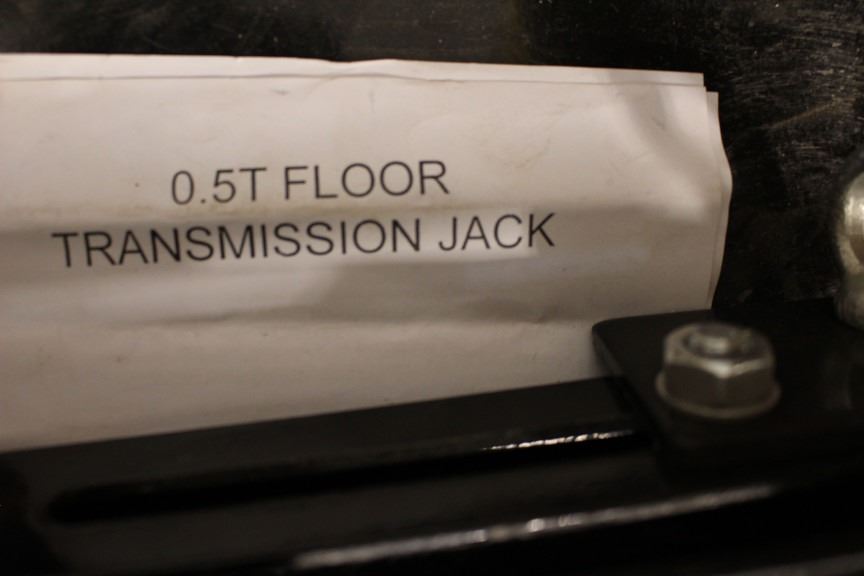 0.5T FLOOR
TRANSMISSION JACK